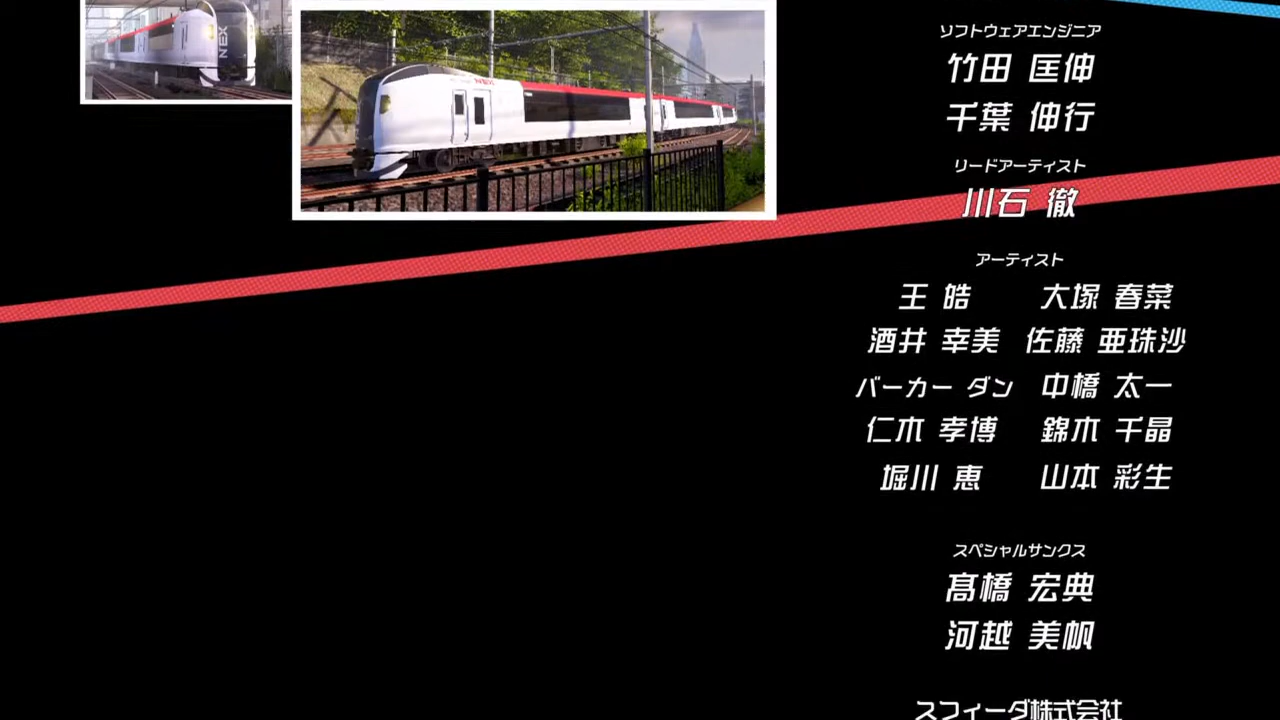 N'EX
NEX
ソフトウェアエンジニア
竹田 匡伸
千葉 伸行
リードアーティスト
川石 徹
アーティスト
王 皓 大塚 春菜
酒井 幸美 佐藤 亜珠沙
バーカー ダン 中橋 太一
仁木 孝博 錦木 千晶
堀川 恵 山本 彩生
スペシャルサンクス
髙橋 宏典
河越 美帆
スフィーダ株式会社